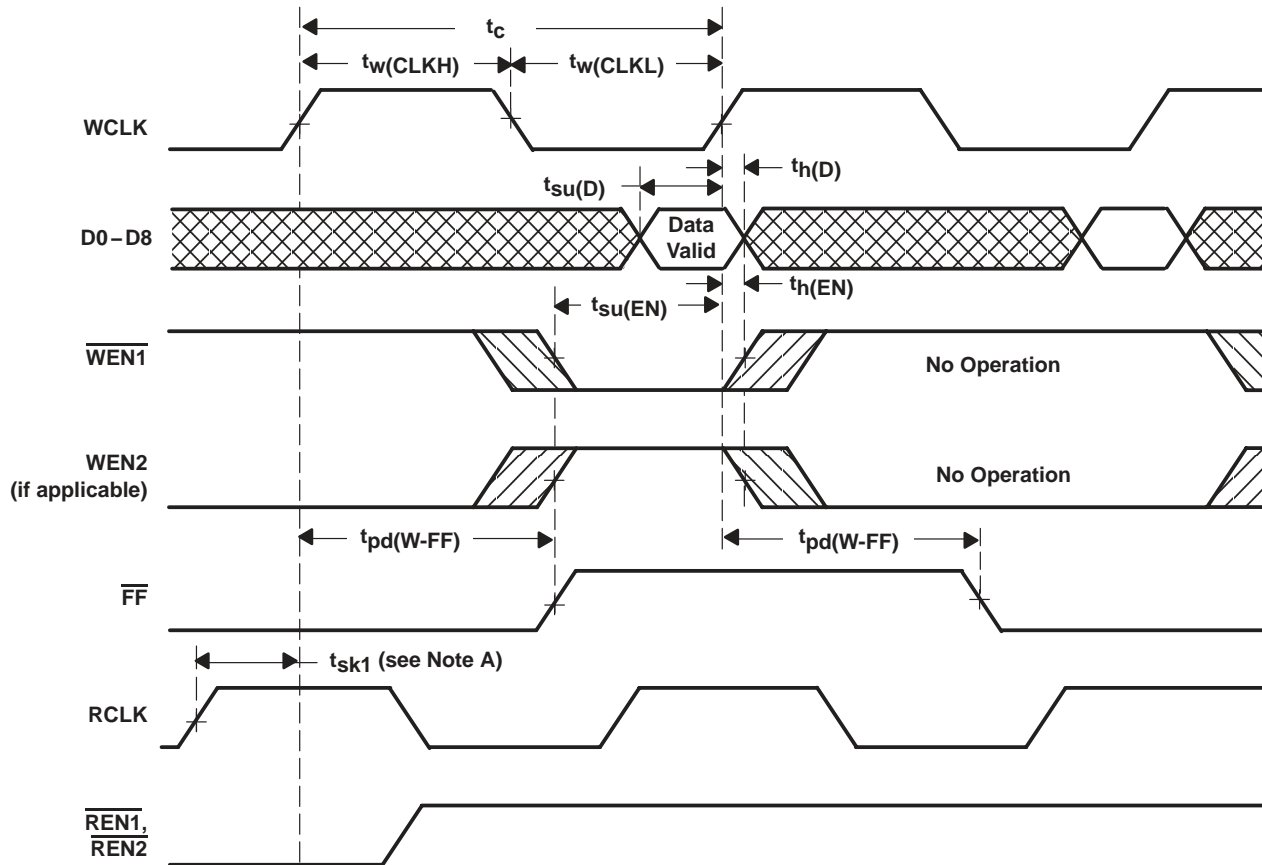 tc
tw(CLKH)
tw(CLKL)
WCLK
tsu(D)
th(D)
D0–D8
Data
Valid
tsu(EN)
th(EN)
WEN1
No Operation
WEN2
(if applicable)
No Operation
tpd(W-FF)
tpd(W-FF)
FF
tsk1 (see Note A)
RCLK
REN1,
REN2